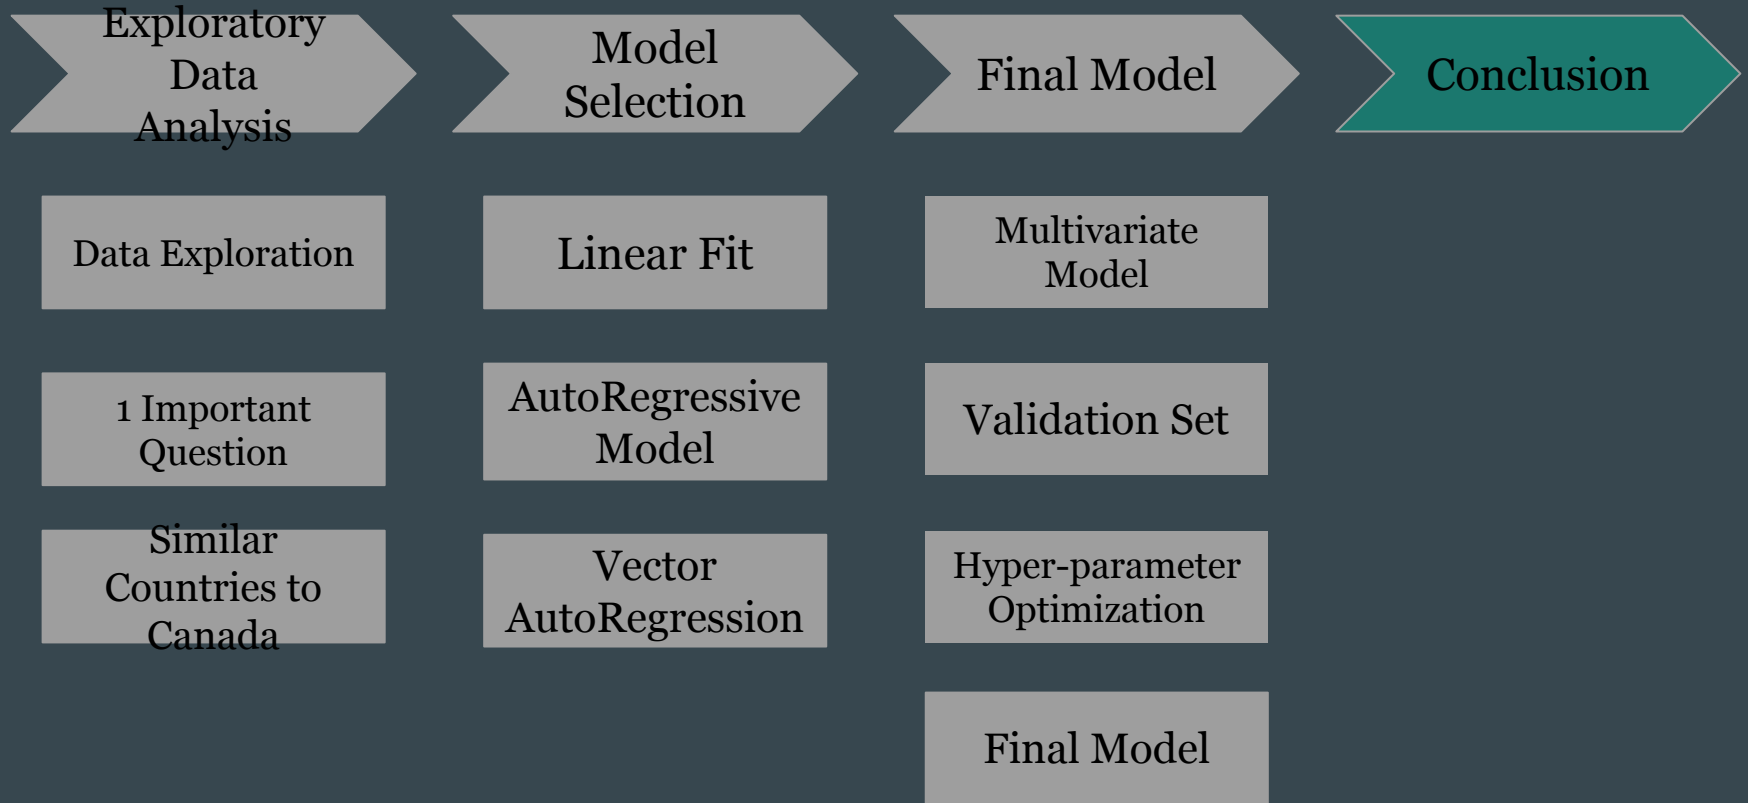 Exploratory
Data
Analysis
Model
Selection
Final Model
Conclusion
Data Exploration
1 Important
Question
Similar
Countries to
Canada
Linear Fit
AutoRegressive
Model
Vector
AutoRegression
Multivariate
Model
Validation Set
Hyper-parameter
Optimization
Final Model